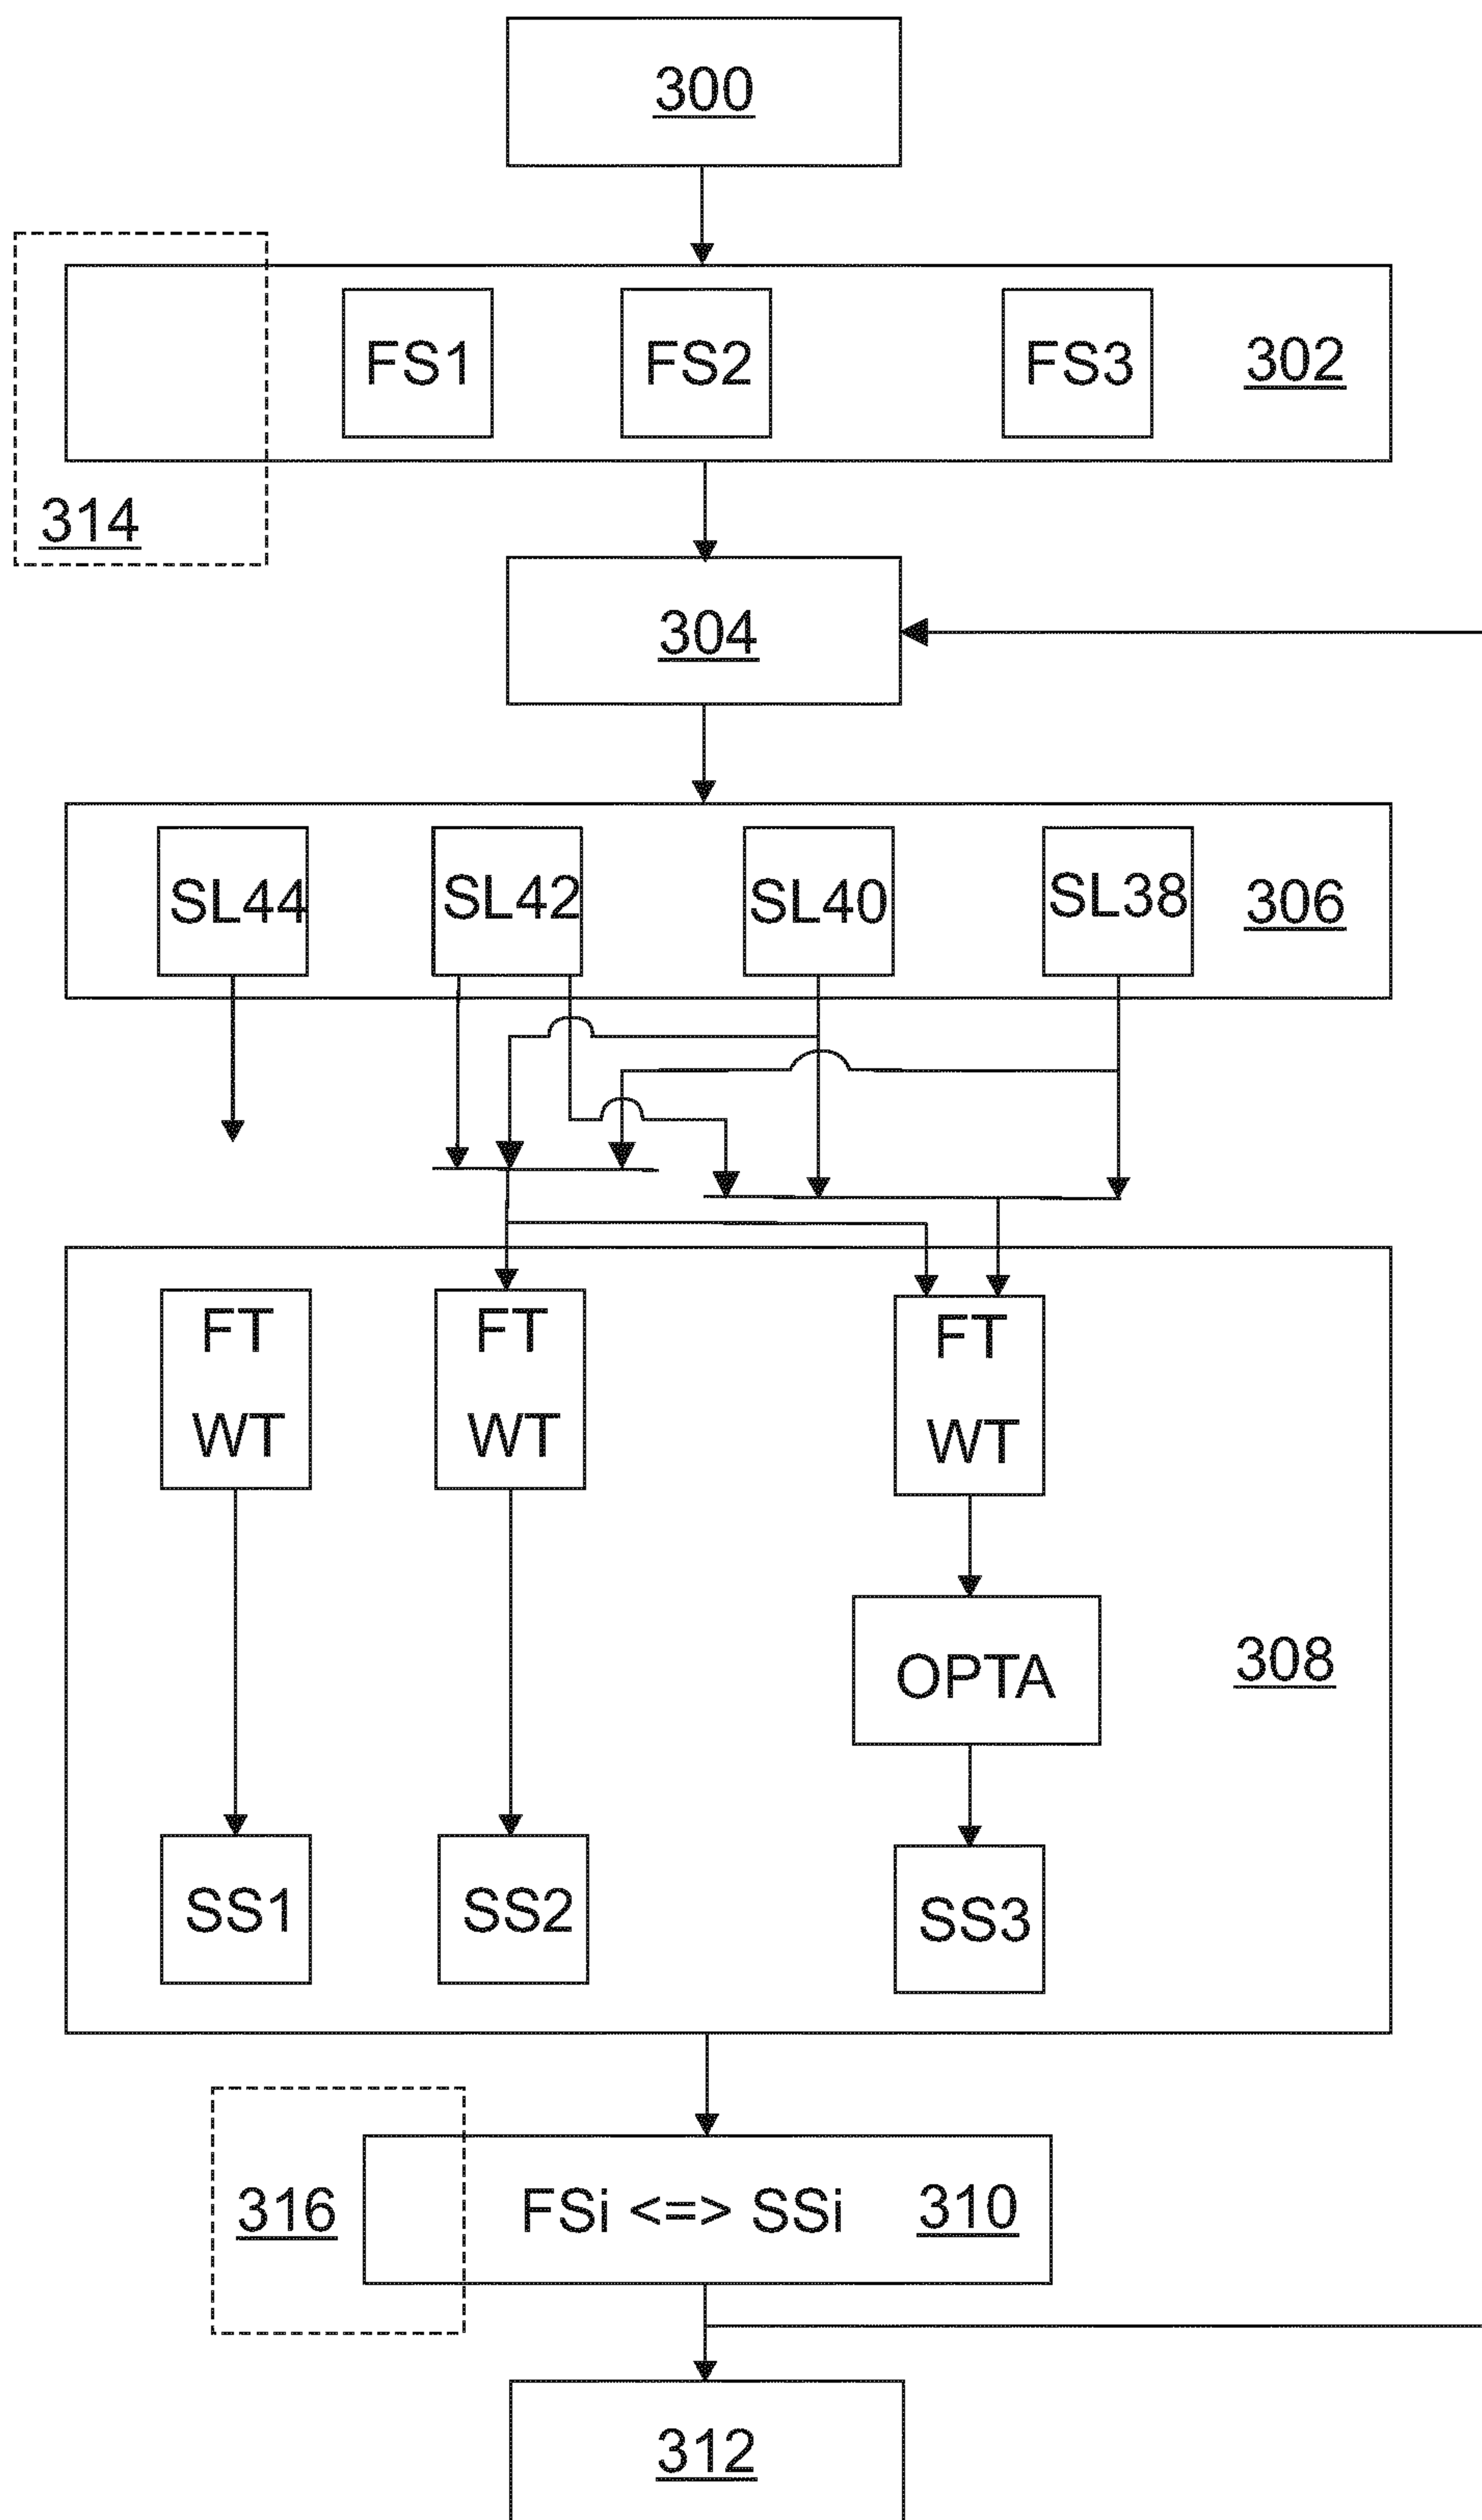 300
FS1 FS2 FS3 302
314
304
SL44 SL42 SL40 SL38 306
FT FT FT
WT WT WT
OPTA 308
SS1 SS2 SS3
316 FSi <=> SSi 310
312